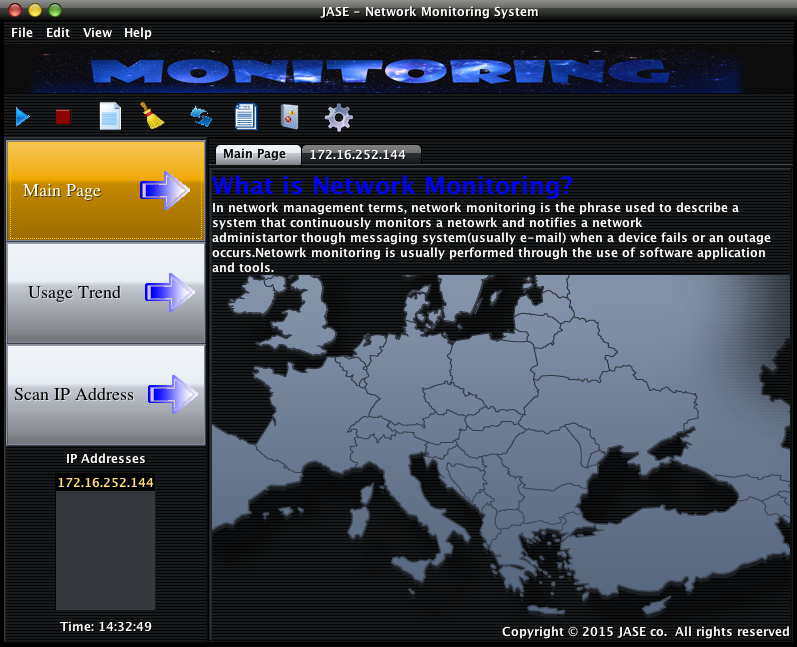 JASE - Network Monitoring System
File Edit View Help
MONITORING
Main Page 172.16.252.144
Main Page
Usage Trend
Scan IP Address
IP Addresses
172.16.252.144
Time: 14:32:49
What is Network Monitoring?
In network management terms, network monitoring is the phrase used to describe a
system that continuously monitors a netowrk and notifies a network
administartor though messaging system(usually e-mail) when a device fails or an outage
occurs.Netowrk monitoring is usually performed through the use of software application
and tools.
Copyright © 2015 JASE co. All rights reserved